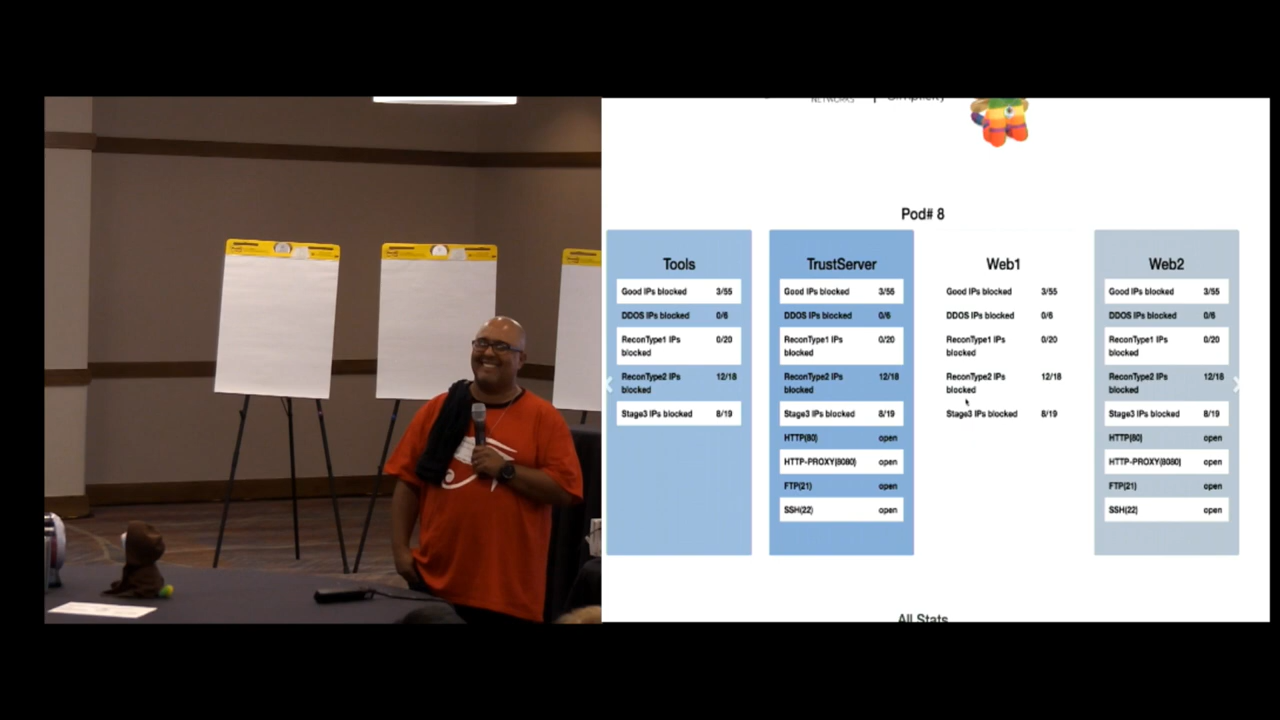 NETWORKS | Simplicity
Pod# 8
Tools
Good IPs blocked 3/55
DDOS IPs blocked 0/6
ReconType1 IPs 0/20
blocked
ReconType2 IPs 12/18
blocked
Stage3 IPs blocked 8/19
TrustServer
Good IPs blocked 3/55
DDOS IPs blocked 0/6
ReconType1 IPs 0/20
blocked
ReconType2 IPs 12/18
blocked
Stage3 IPs blocked 8/19
HTTP(80) open
HTTP-PROXY(8080) open
FTP(21) open
SSH(22) open
Web1
Good IPs blocked 3/55
DDOS IPs blocked 0/6
ReconType1 IPs 0/20
blocked
ReconType2 IPs 12/18
blocked
Stage3 IPs blocked 8/19
Web2
Good IPs blocked 3/55
DDOS IPs blocked 0/6
ReconType1 IPs 0/20
blocked
ReconType2 IPs 12/18
blocked
Stage3 IPs blocked 8/19
HTTP(80) open
HTTP-PROXY(8080) open
FTP(21) open
SSH(22) open
All Stats